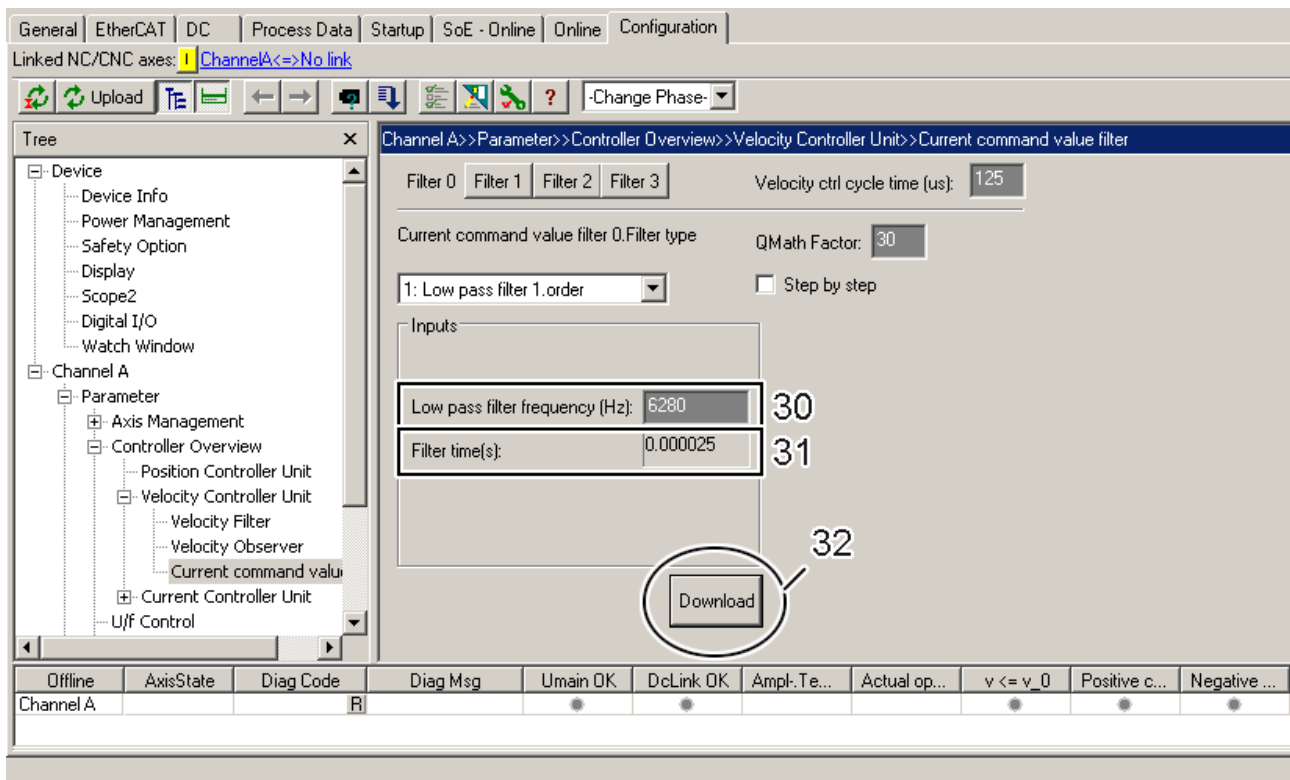 General EtherCAT DC Process Data Startup SoE - Online Online Configuration
Linked NC/CNC axes: ! ChannelA<=>No link
Upload ? -Change Phase-
Tree x
Channel A>>Parameter>>Controller Overview>>Velocity Controller Unit>>Current command value filter
Device
Device Info
Power Management
Safety Option
Display
Scope2
Digital I/O
Watch Window
Channel A
Parameter
Axis Management
Controller Overview
Position Controller Unit
Velocity Controller Unit
Velocity Filter
Velocity Observer
Current command valu
Current Controller Unit
U/f Control
Filter 0 Filter 1 Filter 2 Filter 3 Velocity ctrl cycle time (us): 125
Current command value filter 0.Filter type QMath Factor: 30
1: Low pass filter 1.order Step by step
Inputs
Low pass filter frequency (Hz): 6280 30
Filter time(s): 0.000025 31
32
Download
Offline AxisState Diag Code Diag Msg Umain OK DcLink OK Ampl-.Te... Actual op... v <= v_0 Positive c... Negative ...
Channel A R